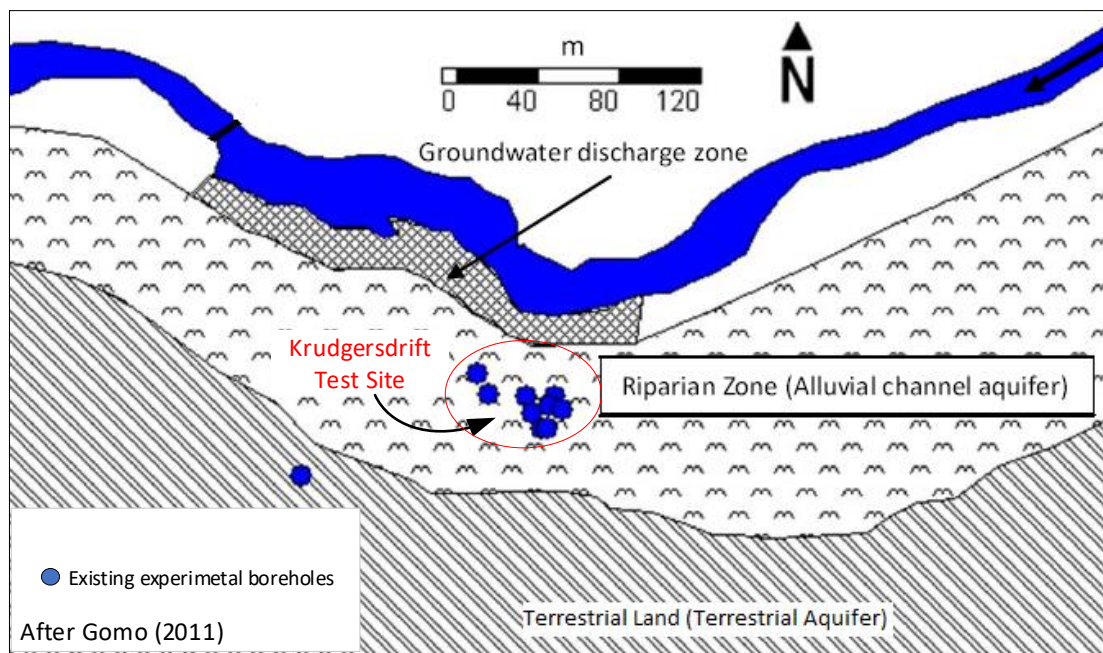 m
0 40 80 120
N
Groundwater discharge zone
Krudgersdrift
Test Site
Riparian Zone (Alluvial channel aquifer)
Existing experimetal boreholes
After Gomo (2011)
Terrestrial Land (Terrestrial Aquifer)